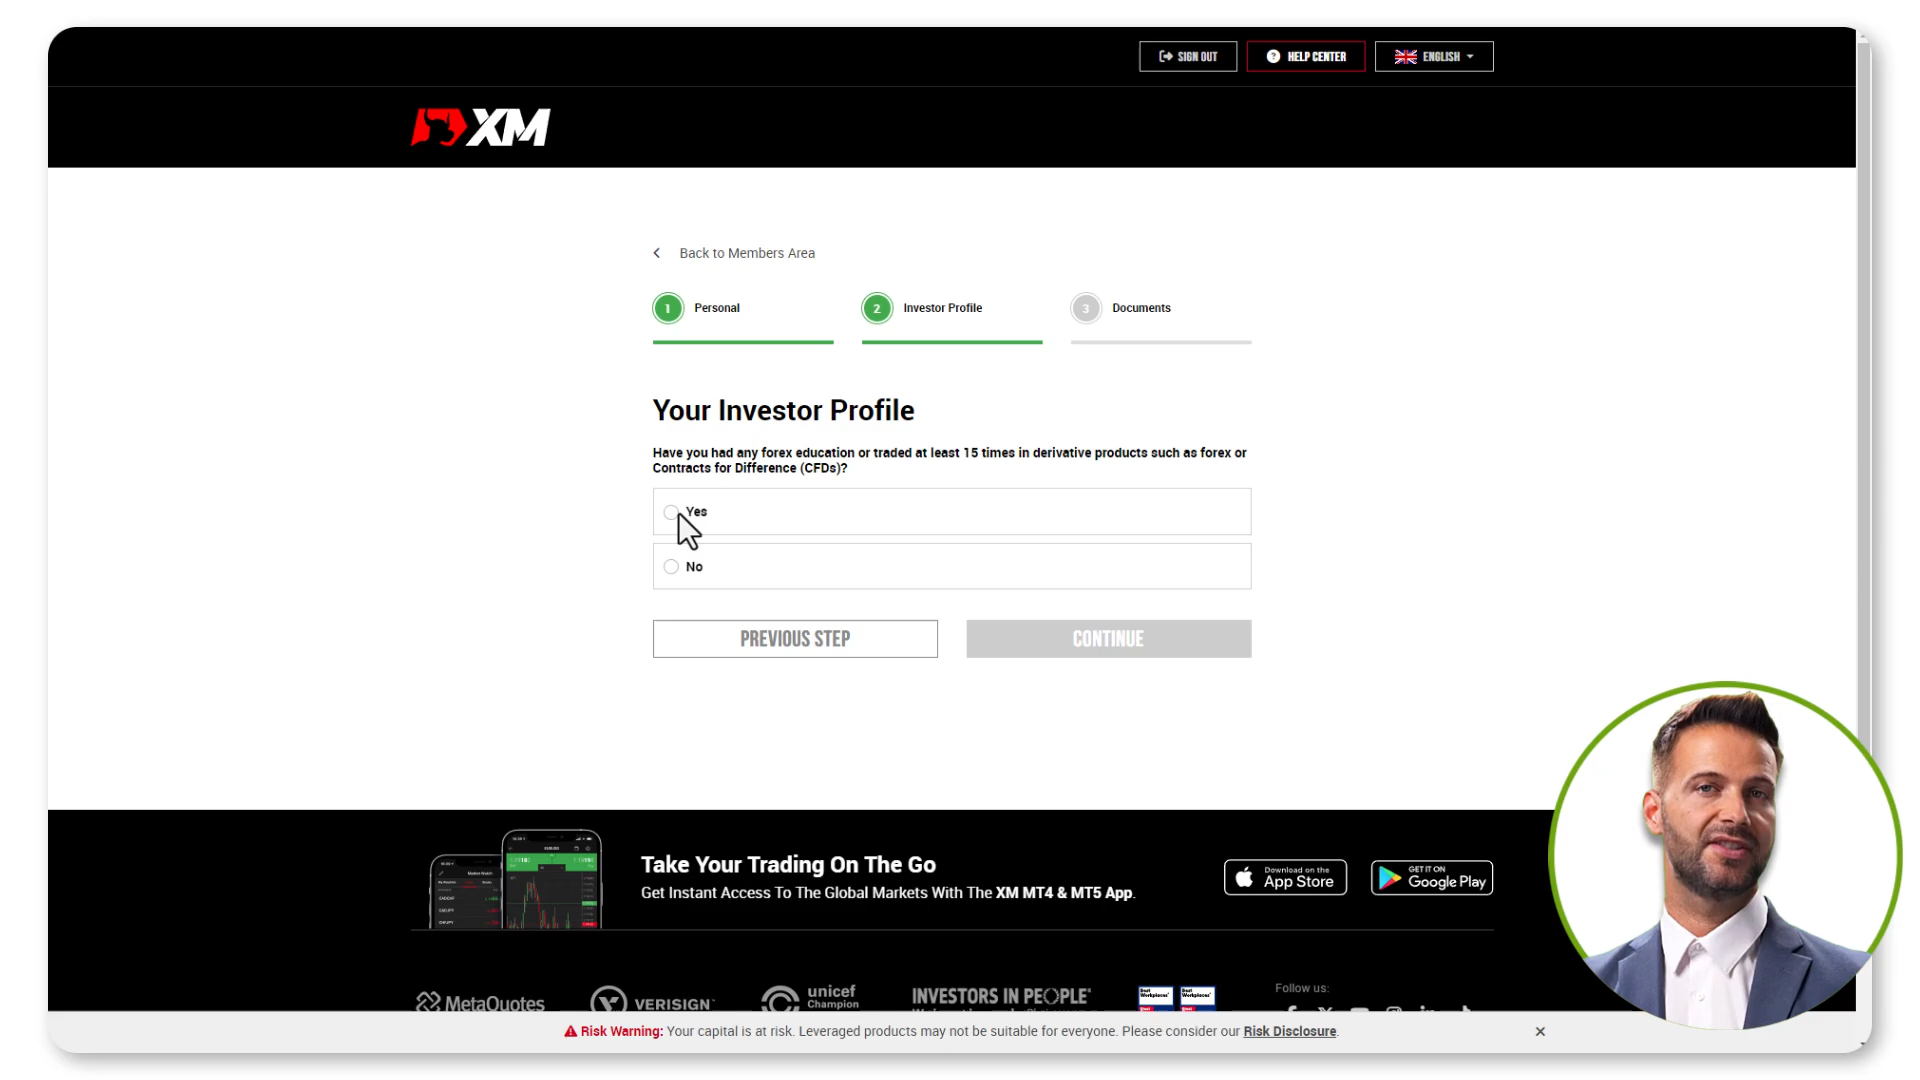 SIGN OUT
HELP CENTER
ENGLISH
XM
Back to Members Area
1 Personal
2 Investor Profile
3 Documents
Your Investor Profile
Have you had any forex education or traded at least 15 times in derivative products such as forex or
Contracts for Difference (CFDs)?
Yes
No
PREVIOUS STEP
CONTINUE
Take Your Trading On The Go
Get Instant Access To The Global Markets With The XM MT4 & MT5 App.
Download on the
App Store
GET IT ON
Google Play
MetaQuotes
VERISIGN
unicef
Champion
INVESTORS IN PEOPLE
Best
Workplaces
Best
Workplaces
Follow us:
Risk Warning: Your capital is at risk. Leveraged products may not be suitable for everyone. Please consider our Risk Disclosure.